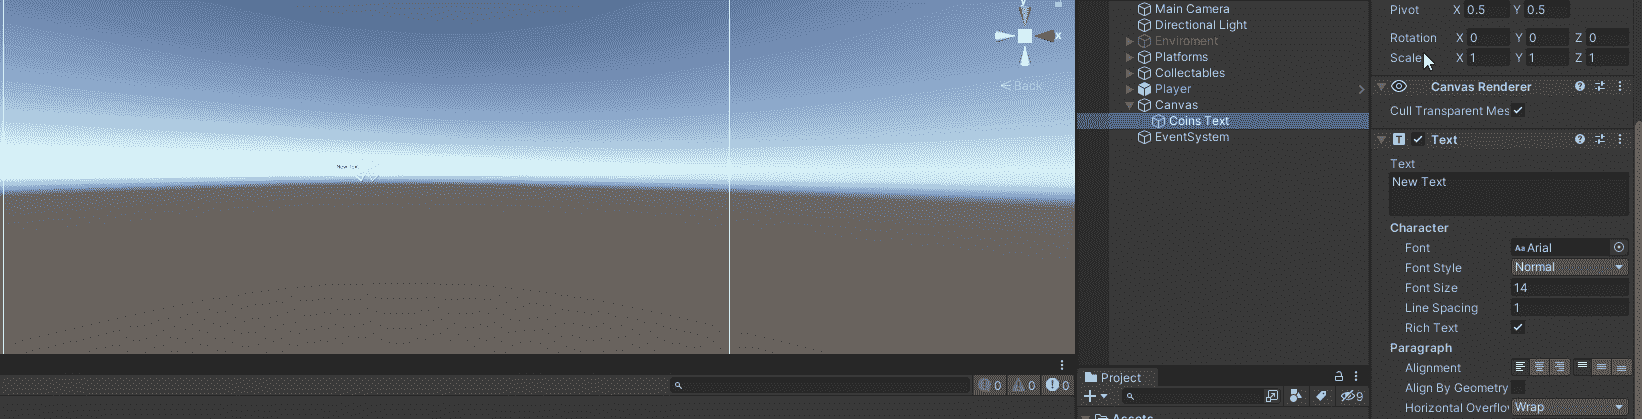 y
x
Back
New Text
0 0 0
Main Camera
Directional Light
Enviroment
Platforms
Collectables
Player
Canvas
Coins Text
EventSystem
Project
9
Assets
Pivot X 0.5 Y 0.5
Rotation X 0 Y 0 Z 0
Scale X 1 Y 1 Z 1
Canvas Renderer
Cull Transparent Mes
T Text
Text
New Text
Character
Font Aa Arial
Font Style Normal
Font Size 14
Line Spacing 1
Rich Text
Paragraph
Alignment
Align By Geometry
Horizontal Overflo Wrap